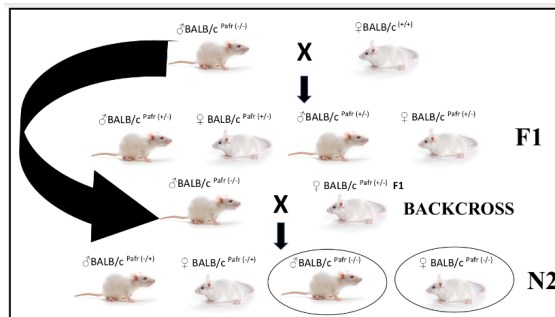 ♂BALB/c Pafr (-/-) X ♀BALB/c (+/+)
♂BALB/c Pafr (+/-) ♀ BALB/c Pafr (+/-) ♂BALB/c Pafr (+/-) ♀ BALB/c Pafr (+/-)
F1
♂BALB/c Pafr (-/-) X ♀ BALB/c Pafr (+/-) F1
BACKCROSS
♂BALB/c Pafr (-/+) ♀ BALB/c Pafr (-/+) ♂BALB/c Pafr (-/-) ♀ BALB/c Pafr (-/-)
N2